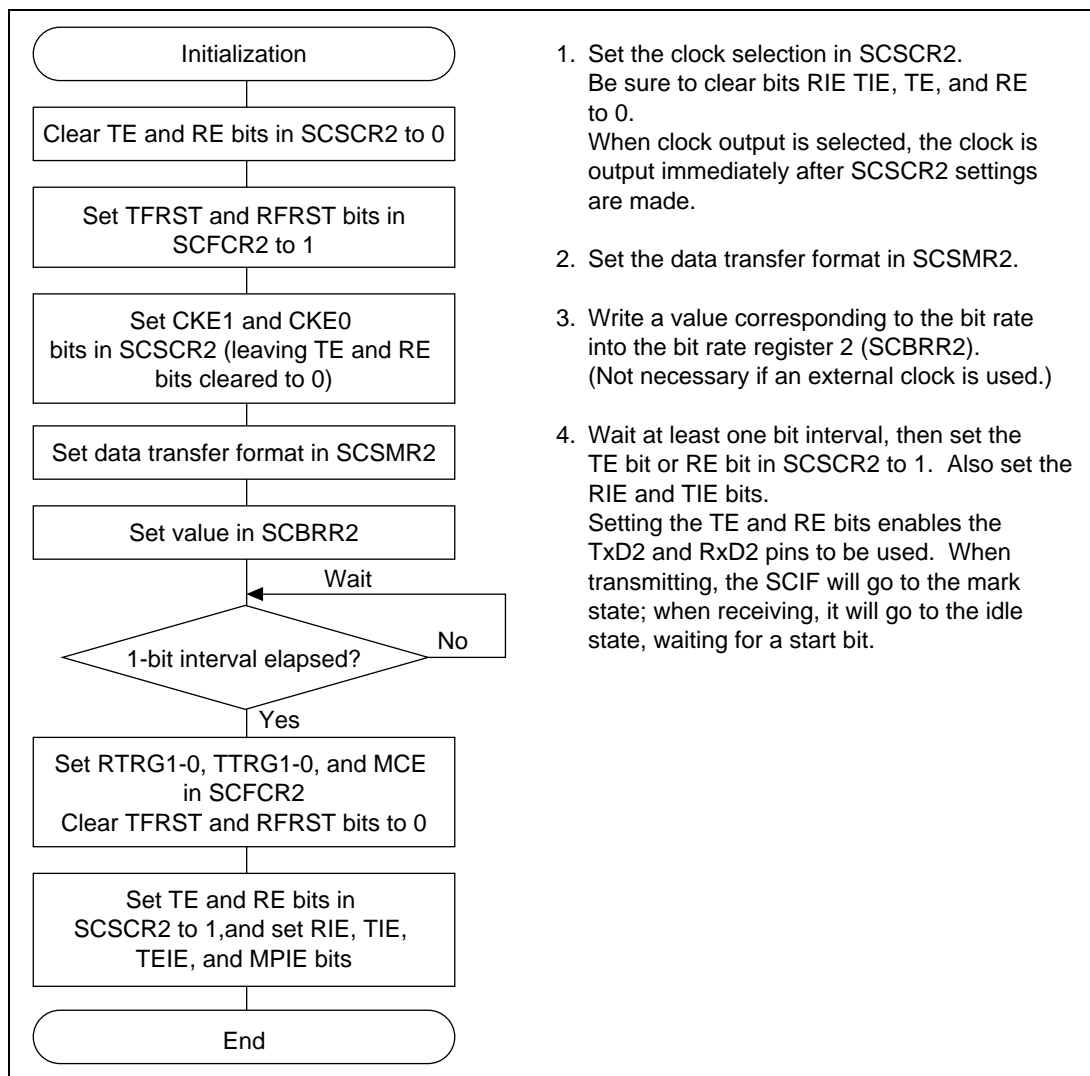 Initialization
Clear TE and RE bits in SCSCR2 to 0
Set TFRST and RFRST bits in
SCFCR2 to 1
Set CKE1 and CKE0
bits in SCSCR2 (leaving TE and RE
bits cleared to 0)
Set data transfer format in SCSMR2
Set value in SCBRR2
Wait
1-bit interval elapsed?
No
Yes
Set RTRG1-0, TTRG1-0, and MCE
in SCFCR2
Clear TFRST and RFRST bits to 0
Set TE and RE bits in
SCSCR2 to 1,and set RIE, TIE,
TEIE, and MPIE bits
End
1. Set the clock selection in SCSCR2.
Be sure to clear bits RIE TIE, TE, and RE
to 0.
When clock output is selected, the clock is
output immediately after SCSCR2 settings
are made.
2. Set the data transfer format in SCSMR2.
3. Write a value corresponding to the bit rate
into the bit rate register 2 (SCBRR2).
(Not necessary if an external clock is used.)
4. Wait at least one bit interval, then set the
TE bit or RE bit in SCSCR2 to 1. Also set the
RIE and TIE bits.
Setting the TE and RE bits enables the
TxD2 and RxD2 pins to be used. When
transmitting, the SCIF will go to the mark
state; when receiving, it will go to the idle
state, waiting for a start bit.